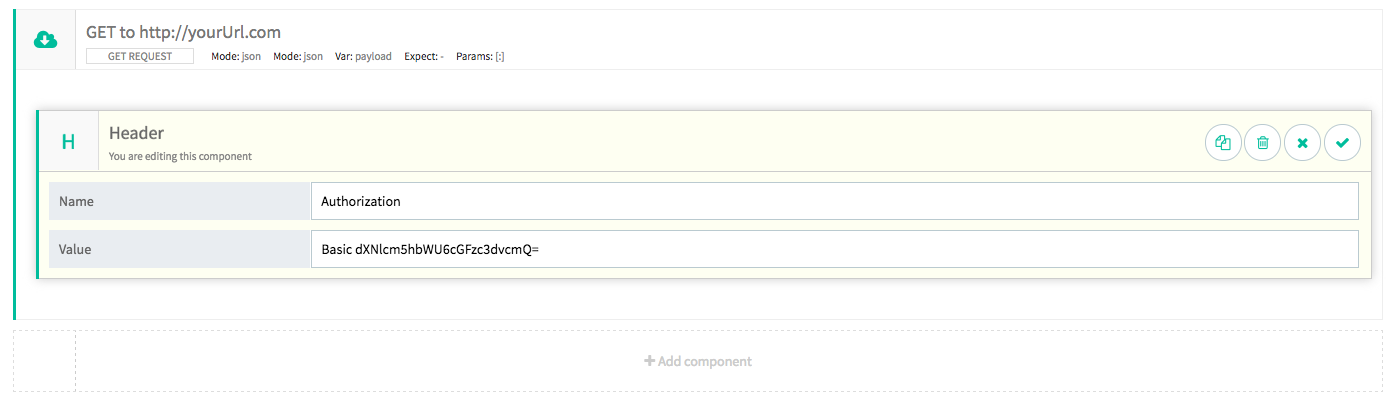 GET to http://yourUrl.com
GET REQUEST Mode: json Mode: json Var: payload Expect: - Params: [:]
H Header
You are editing this component
Name Authorization
Value Basic dXNlcm5hbWU6cGFzc3dvcmQ=
Add component